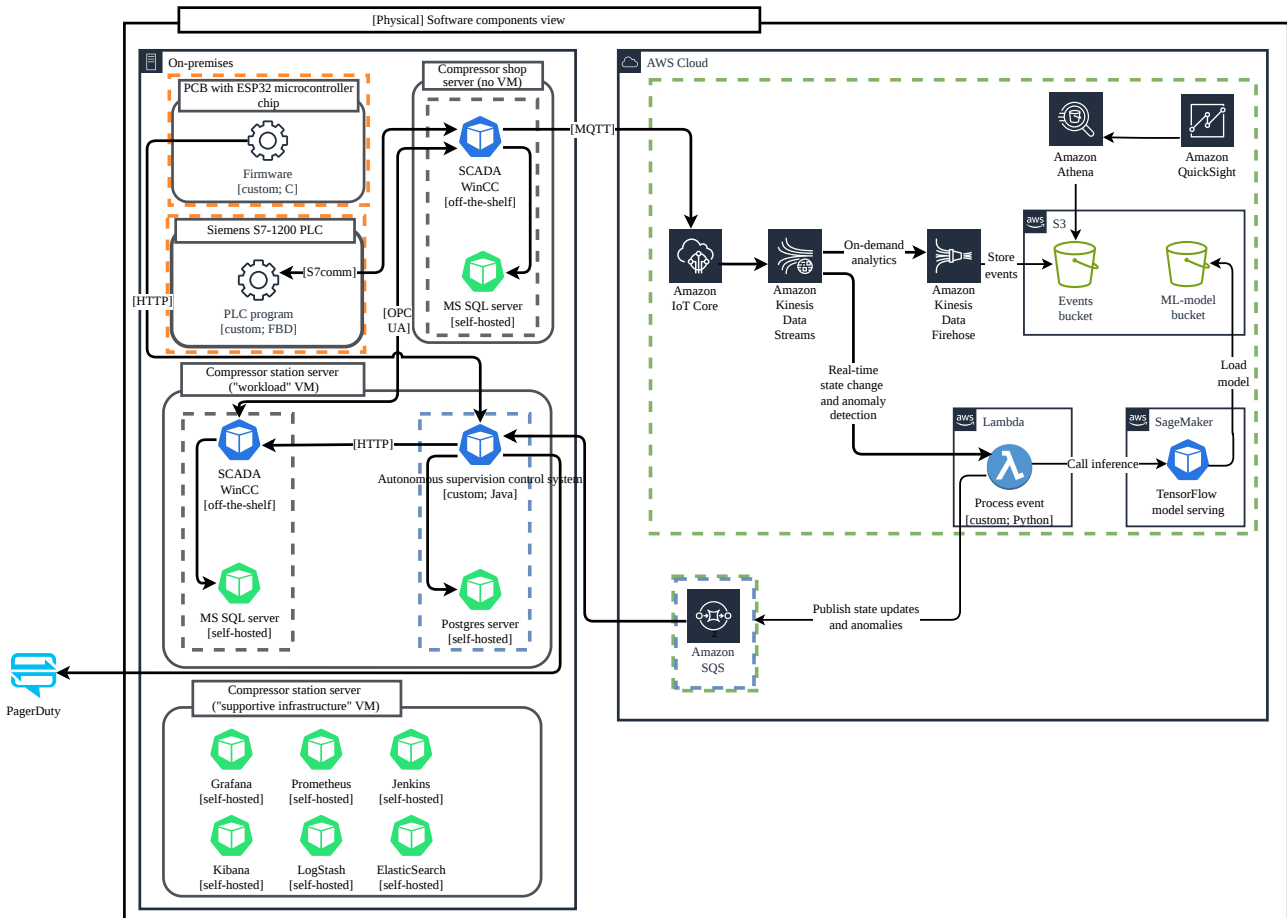 [Physical] Software components view
On-premises
PCB with ESP32 microcontroller
chip
Firmware
[custom; C]
Siemens S7-1200 PLC
[S7comm]
PLC program
[custom; FBD]
[HTTP]
Compressor shop
server (no VM)
SCADA
WinCC
[off-the-shelf]
MS SQL server
[self-hosted]
[OPC
UA]
[MQTT]
Compressor station server
("workload" VM)
SCADA
WinCC
[off-the-shelf]
[HTTP]
Autonomous supervision control system
[custom; Java]
MS SQL server
[self-hosted]
Postgres server
[self-hosted]
PagerDuty
Compressor station server
("supportive infrastructure" VM)
Grafana
[self-hosted]
Prometheus
[self-hosted]
Jenkins
[self-hosted]
Kibana
[self-hosted]
LogStash
[self-hosted]
ElasticSearch
[self-hosted]
AWS Cloud
Amazon
Athena
Amazon
QuickSight
Amazon
IoT Core
Amazon
Kinesis
Data
Streams
On-demand
analytics
Amazon
Kinesis
Data
Firehose
Store
events
aws
S3
Events
bucket
ML-model
bucket
Real-time
state change
and anomaly
detection
Load
model
aws
Lambda
Process event
[custom; Python]
Call inference
aws
SageMaker
TensorFlow
model serving
Publish state updates
and anomalies
Amazon
SQS